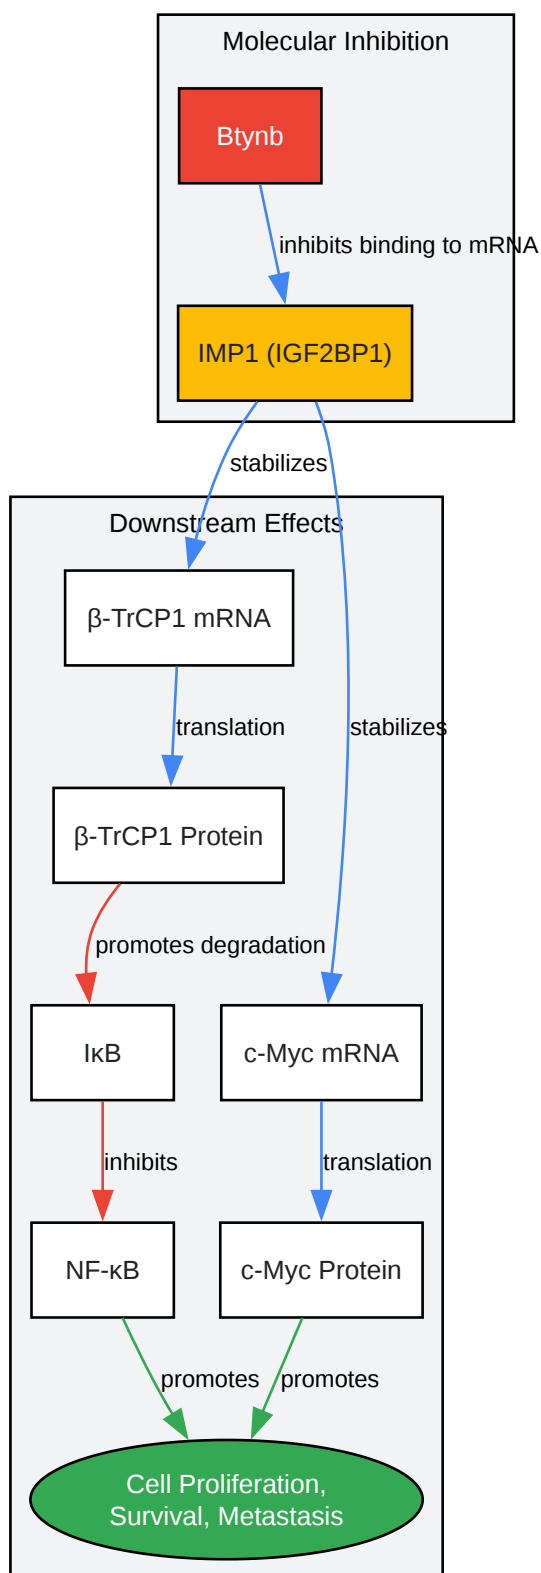 Molecular Inhibition
Btynb
inhibits binding to mRNA
IMP1 (IGF2BP1)
stabilizes
Downstream Effects
β-TrCP1 mRNA
translation
stabilizes
β-TrCP1 Protein
promotes degradation
IκB
c-Myc mRNA
inhibits
translation
NF-κB
c-Myc Protein
promotes
promotes
Cell Proliferation,
Survival, Metastasis